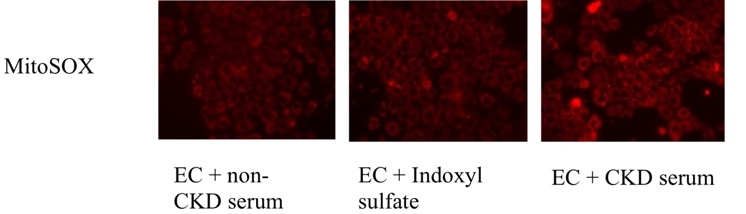 MitoSOX
EC + non-
CKD serum
EC + Indoxyl
sulfate
EC + CKD serum